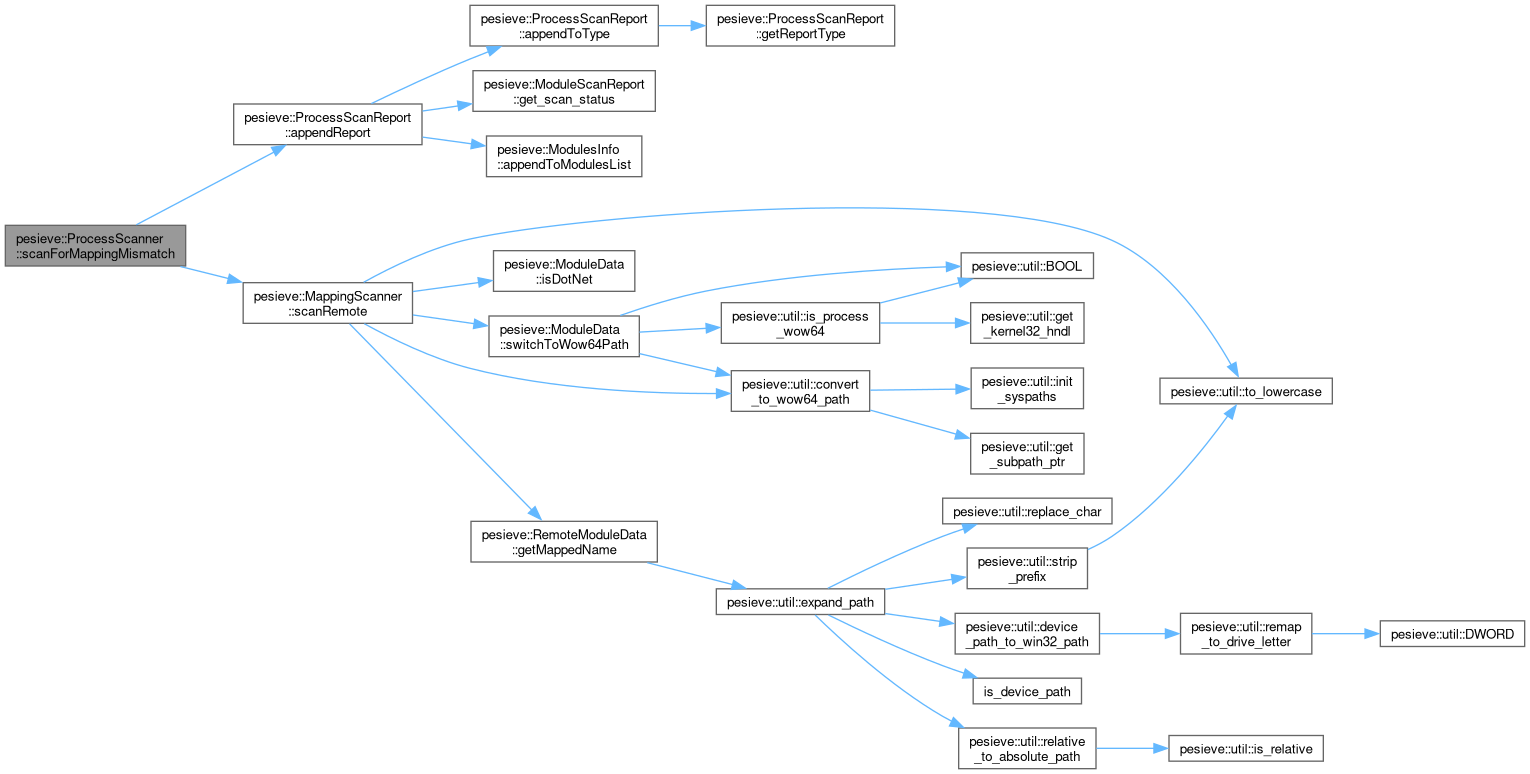 pesieve::ProcessScanReport
::appendToType
pesieve::ProcessScanReport
::getReportType
pesieve::ModuleScanReport
::get_scan_status
pesieve::ProcessScanReport
::appendReport
pesieve::ModulesInfo
::appendToModulesList
pesieve::ProcessScanner
::scanForMappingMismatch
pesieve::ModuleData
::isDotNet
pesieve::util::BOOL
pesieve::MappingScanner
::scanRemote
pesieve::ModuleData
::switchToWow64Path
pesieve::util::is_process
_wow64
pesieve::util::get
_kernel32_hndl
pesieve::util::convert
_to_wow64_path
pesieve::util::init
_syspaths
pesieve::util::to_lowercase
pesieve::util::get
_subpath_ptr
pesieve::RemoteModuleData
::getMappedName
pesieve::util::replace_char
pesieve::util::strip
_prefix
pesieve::util::expand_path
pesieve::util::device
_path_to_win32_path
pesieve::util::remap
_to_drive_letter
pesieve::util::DWORD
is_device_path
pesieve::util::relative
_to_absolute_path
pesieve::util::is_relative